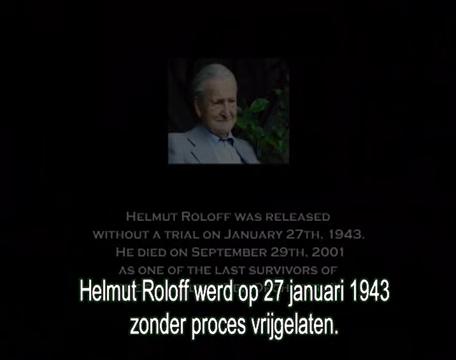 Helmut Roloff was released
without a trial on January 27th, 1943.
He died on September 29th, 2001
as one of the last survivors of
Helmut Roloff werd op 27 januari 1943
zonder proces vrijgelaten.